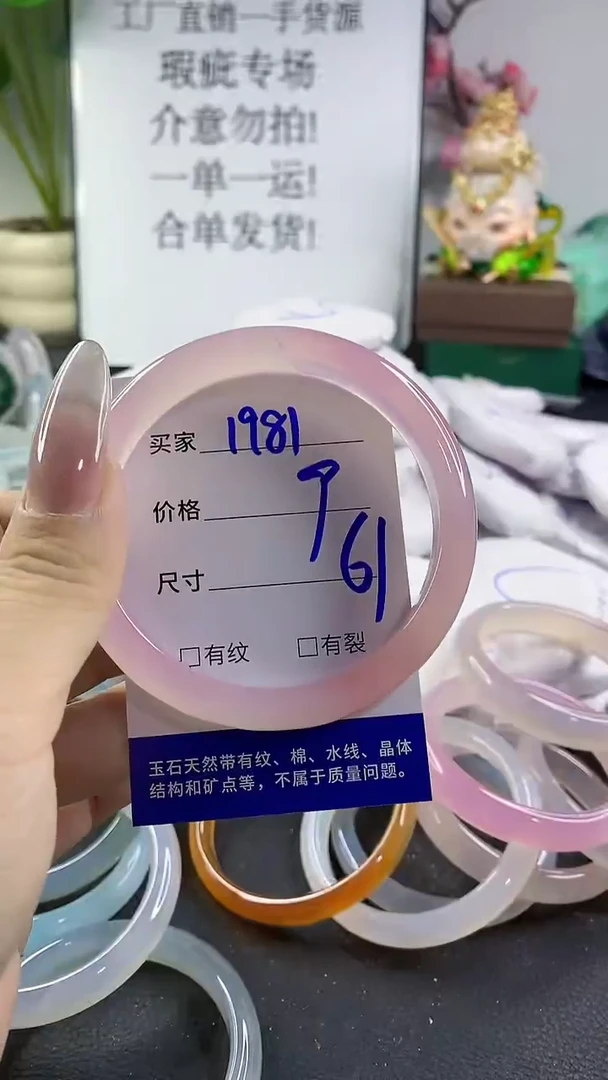 工厂直销一手货源
瑕疵专场
介意勿拍!
一单一运!
合单发货!
买家 1981
价格
尺寸 61
□有纹 □有裂
玉石天然带有纹、棉、水线、晶体
结构和矿点等，不属于质量问题。